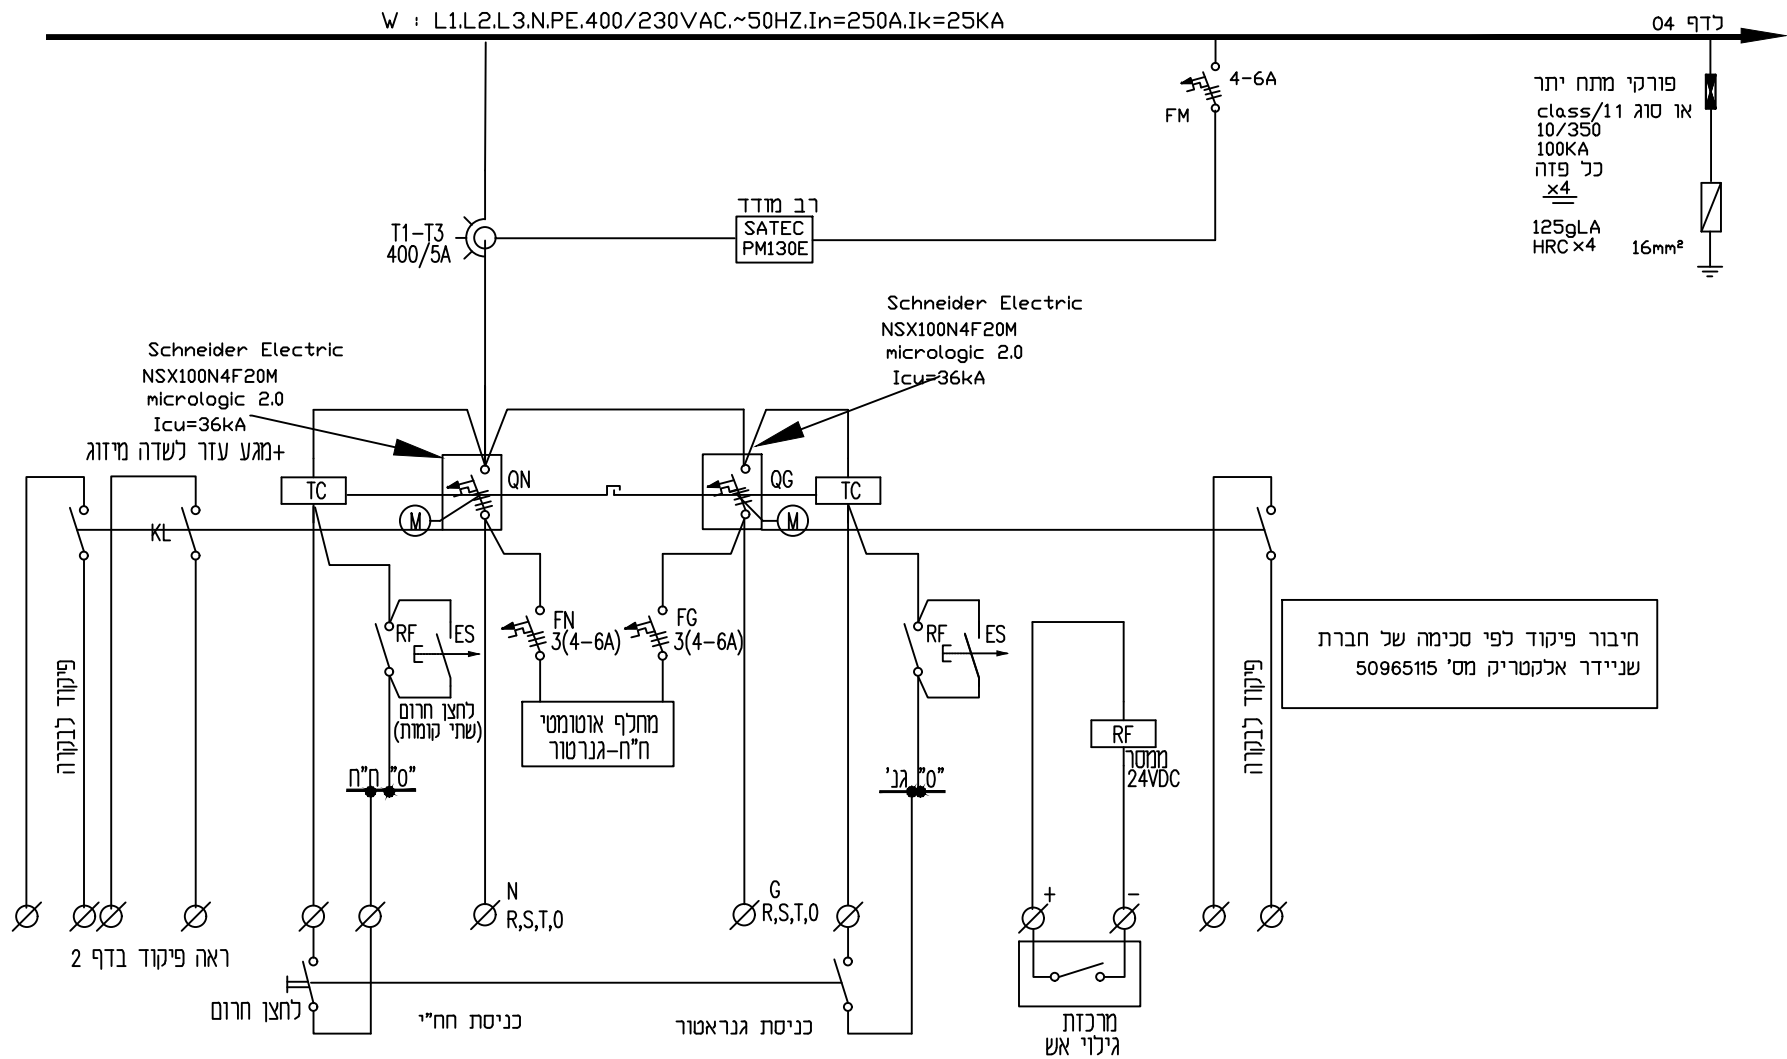 W : L1.L2.L3.N.PE.400/230VAC.~50HZ.In=250A.Ik=25KA
לדף 04
4-6A
FM
פורקי מתח יתר
או סוג 11/class
10/350
100KA
כל פזה
x4
125gLA
HRC x4
16mm²
T1-T3
400/5A
רב מודד
SATEC
PM130E
Schneider Electric
NSX100N4F20M
micrologic 2.0
Icu=36kA
Schneider Electric
NSX100N4F20M
micrologic 2.0
Icu=36kA
+מגע עזר לשדה מיזוג
TC
QN
QG
TC
M
M
KL
RF
ES
FN
3(4-6A)
FG
3(4-6A)
RF
ES
לחצן חרום
(שתי קומות)
מחלף אוטומטי
ח"ח-גנרטור
חיבור פיקוד לפי סכימה של חברת
שניידר אלקטריק מס' 50965115
פיקוד לבקרה
פיקוד לבקרה
RF
ממסר
24VDC
"0" ח"ח
"0" גנ'
N
R,S,T,0
G
R,S,T,0
+
-
ראה פיקוד בדף 2
לחצן חרום
כניסת חח"י
כניסת גנראטור
מרכזת
גילוי אש